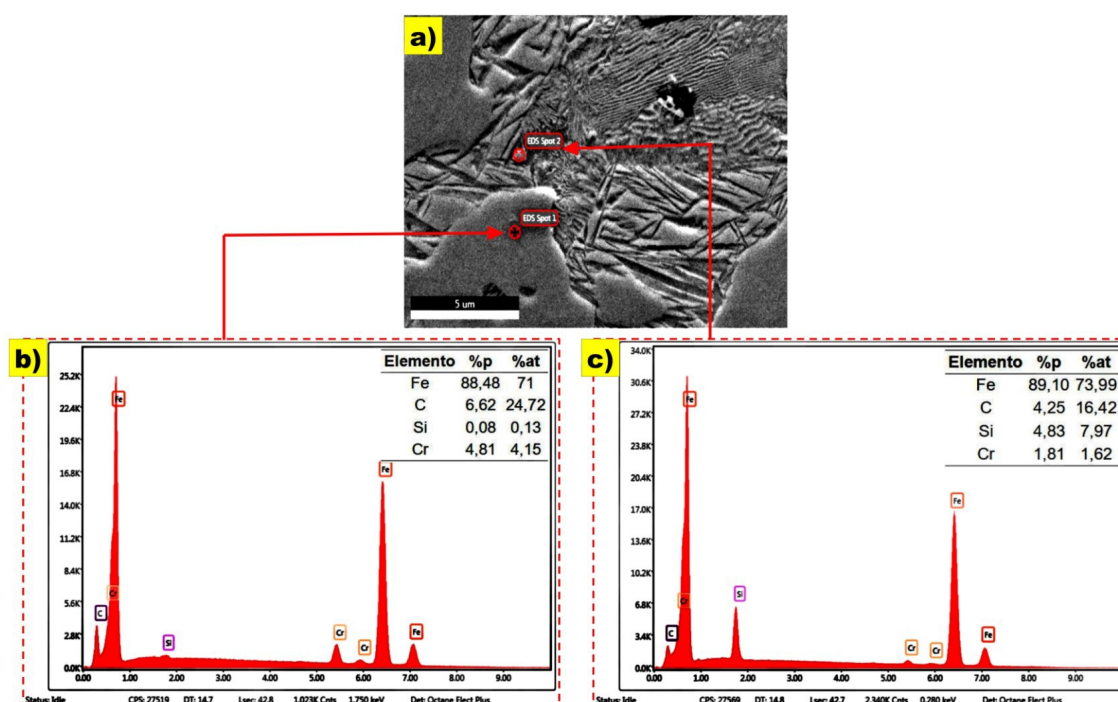 a)
EDS Spot 2
EDS Spot 1
5 um
b)
Elemento %p %at
Fe 88,48 71
C 6,62 24,72
Si 0,08 0,13
Cr 4,81 4,15
25.2K
22.4K
19.6K
16.8K
14.0K
11.2K
8.4K
5.6K
2.8K
0.0K
Fe
Cr
C
Si
Cr
Cr
Fe
Fe
0.00 1.00 2.00 3.00 4.00 5.00 6.00 7.00 8.00 9.00
Status: Idle CPS: 27519 DT: 14.7 Lsec: 42.8 1.023K Cnts 1.750 keV Det: Octane Elect Plus
c)
Elemento %p %at
Fe 89,10 73,99
C 4,25 16,42
Si 4,83 7,97
Cr 1,81 1,62
34.0K
30.6K
27.2K
23.8K
20.4K
17.0K
13.6K
10.2K
6.8K
3.4K
0.0K
Fe
Cr
C
Si
Cr
Cr
Fe
Fe
0.00 1.00 2.00 3.00 4.00 5.00 6.00 7.00 8.00 9.00
Status: Idle CPS: 27569 DT: 14.8 Lsec: 42.7 2.340K Cnts 0.280 keV Det: Octane Elect Plus